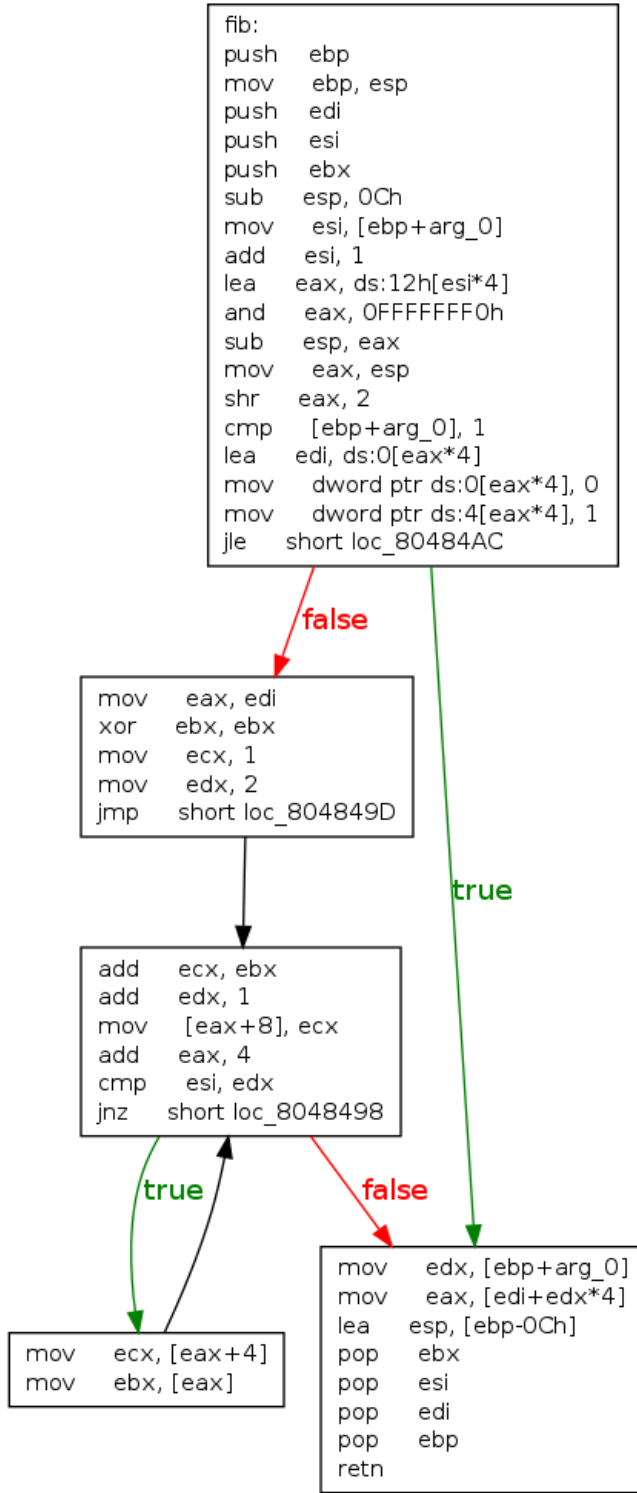 fib:
push ebp
mov ebp, esp
push edi
push esi
push ebx
sub esp, 0Ch
mov esi, [ebp+arg_0]
add esi, 1
lea eax, ds:12h[esi*4]
and eax, 0FFFFFFF0h
sub esp, eax
mov eax, esp
shr eax, 2
cmp [ebp+arg_0], 1
lea edi, ds:0[eax*4]
mov dword ptr ds:0[eax*4], 0
mov dword ptr ds:4[eax*4], 1
jle short loc_80484AC
false
mov eax, edi
xor ebx, ebx
mov ecx, 1
mov edx, 2
jmp short loc_804849D
true
add ecx, ebx
add edx, 1
mov [eax+8], ecx
add eax, 4
cmp esi, edx
jnz short loc_8048498
true
false
mov ecx, [eax+4]
mov ebx, [eax]
mov edx, [ebp+arg_0]
mov eax, [edi+edx*4]
lea esp, [ebp-0Ch]
pop ebx
pop esi
pop edi
pop ebp
retn